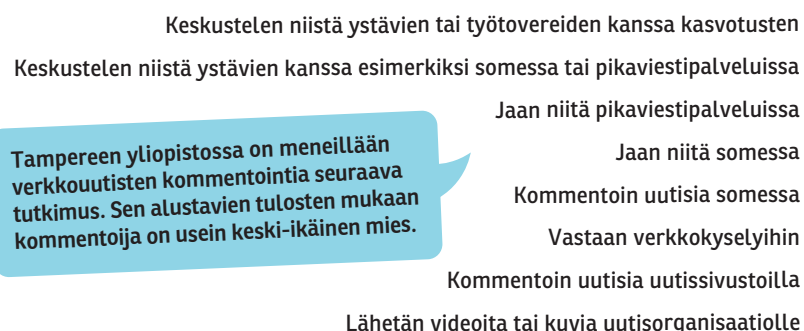 Keskustelen niistä ystävien tai työtovereiden kanssa kasvotusten
Keskustelen niistä ystävien kanssa esimerkiksi somessa tai pikaviestipalveluissa
Jaan niitä pikaviestipalveluissa
Jaan niitä somessa
Kommentoin uutisia somessa
Vastaan verkkokyselyihin
Kommentoin uutisia uutissivustoilla
Lähetän videoita tai kuvia uutisorganisaatiolle
Tampereen yliopistossa on meneillään
verkkouutisten kommentointia seuraava
tutkimus. Sen alustavien tulosten mukaan
kommentoija on usein keski-ikäinen mies.